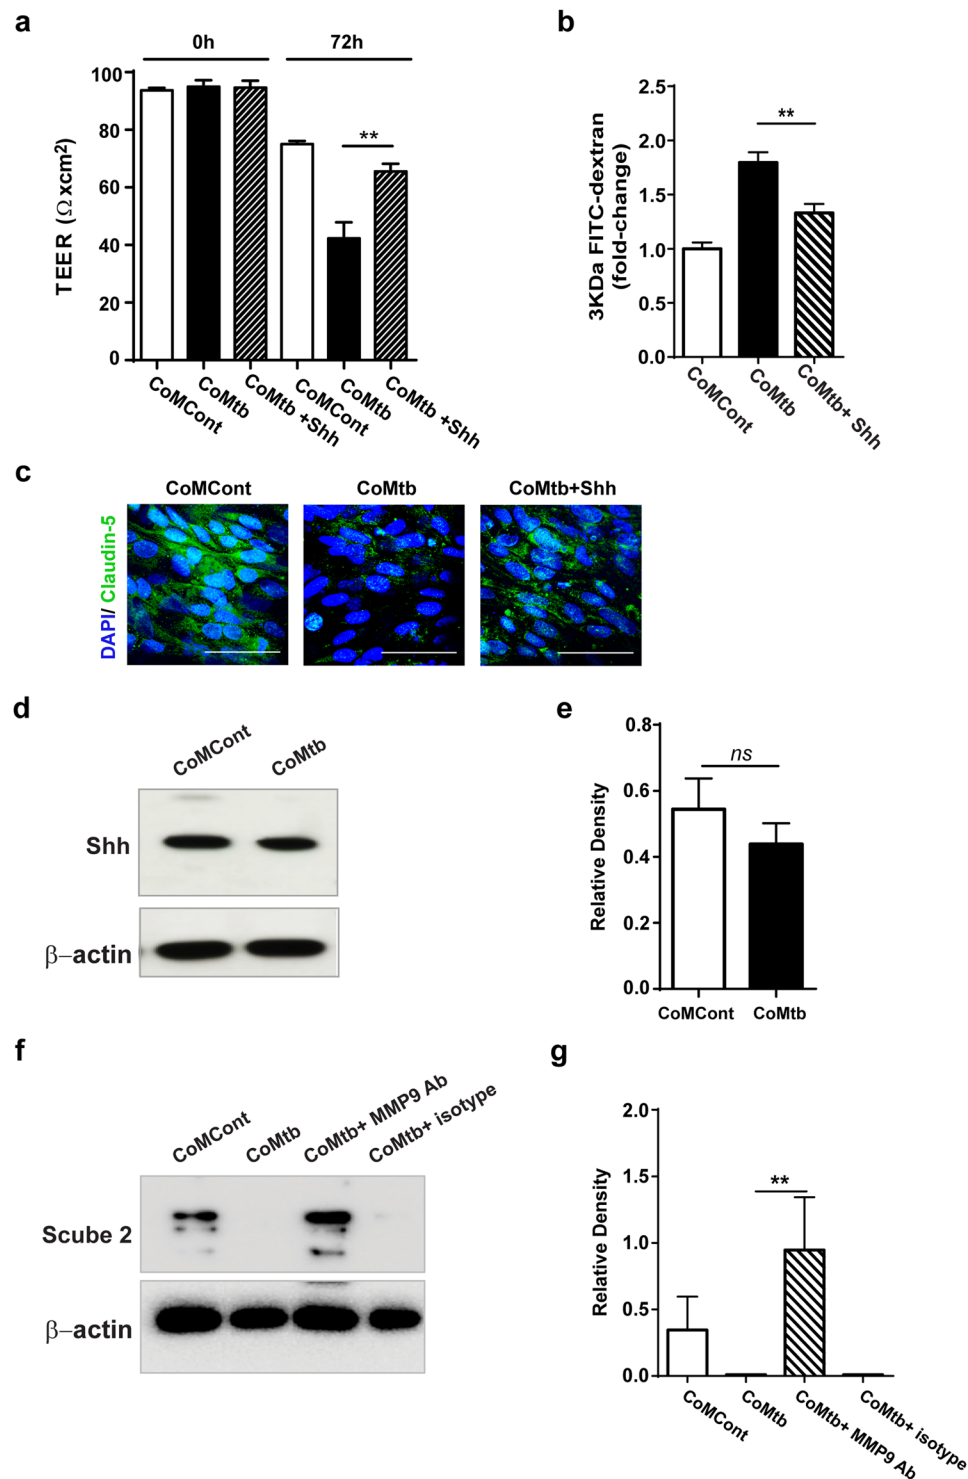 a
0h
72h
TEER (Ω xcm²)
100
80
60
40
20
0
**
CoMCont
CoMtb
CoMtb +Shh
CoMCont
CoMtb
CoMtb +Shh
b
3KDa FITC-dextran
(fold-change)
2.5
2.0
1.5
1.0
0.5
0.0
**
CoMCont
CoMtb
CoMtb+ Shh
c
CoMCont
CoMtb
CoMtb+Shh
DAPI/ Claudin-5
d
CoMCont
CoMtb
Shh
β–actin
e
Relative Density
0.8
0.6
0.4
0.2
0.0
ns
CoMCont
CoMtb
f
CoMCont
CoMtb
CoMtb+ MMP9 Ab
CoMtb+ isotype
Scube 2
β–actin
g
Relative Density
2.0
1.5
1.0
0.5
0.0
**
CoMCont
CoMtb
CoMtb+ MMP9 Ab
CoMtb+ isotype